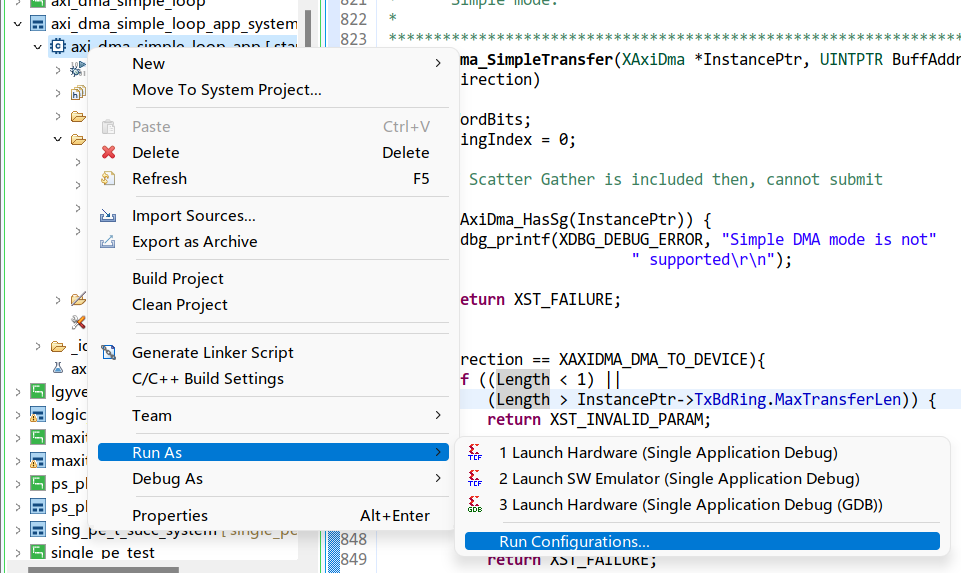 axi_dma_simple_loop
axi_dma_simple_loop_app_system
axi_dma_simple_loop_app [ sta
_ic
ax
lgyve
logic
maxit
maxit
ps_pl
ps_pl
sing_pe_t_succ_system [ single_pe
single_pe_test
New
Move To System Project...
Paste Ctrl+V
Delete Delete
Refresh F5
Import Sources...
Export as Archive
Build Project
Clean Project
Generate Linker Script
C/C++ Build Settings
Team
Run As
Debug As
Properties Alt+Enter
1 Launch Hardware (Single Application Debug)
2 Launch SW Emulator (Single Application Debug)
3 Launch Hardware (Single Application Debug (GDB))
Run Configurations...
821 * Simple mode.
822 *
823 ****************************************************************
ma_SimpleTransfer(XAxiDma *InstancePtr, UINTPTR BuffAddr
irection)
ordBits;
ingIndex = 0;
Scatter Gather is included then, cannot submit
AxiDma_HasSg(InstancePtr)) {
dbg_printf(XDBG_DEBUG_ERROR, "Simple DMA mode is not"
" supported\r\n");
eturn XST_FAILURE;
rection == XAXIDMA_DMA_TO_DEVICE){
f ((Length < 1) ||
(Length > InstancePtr->TxBdRing.MaxTransferLen)) {
return XST_INVALID_PARAM;
848
849 return XST_FAILURE;